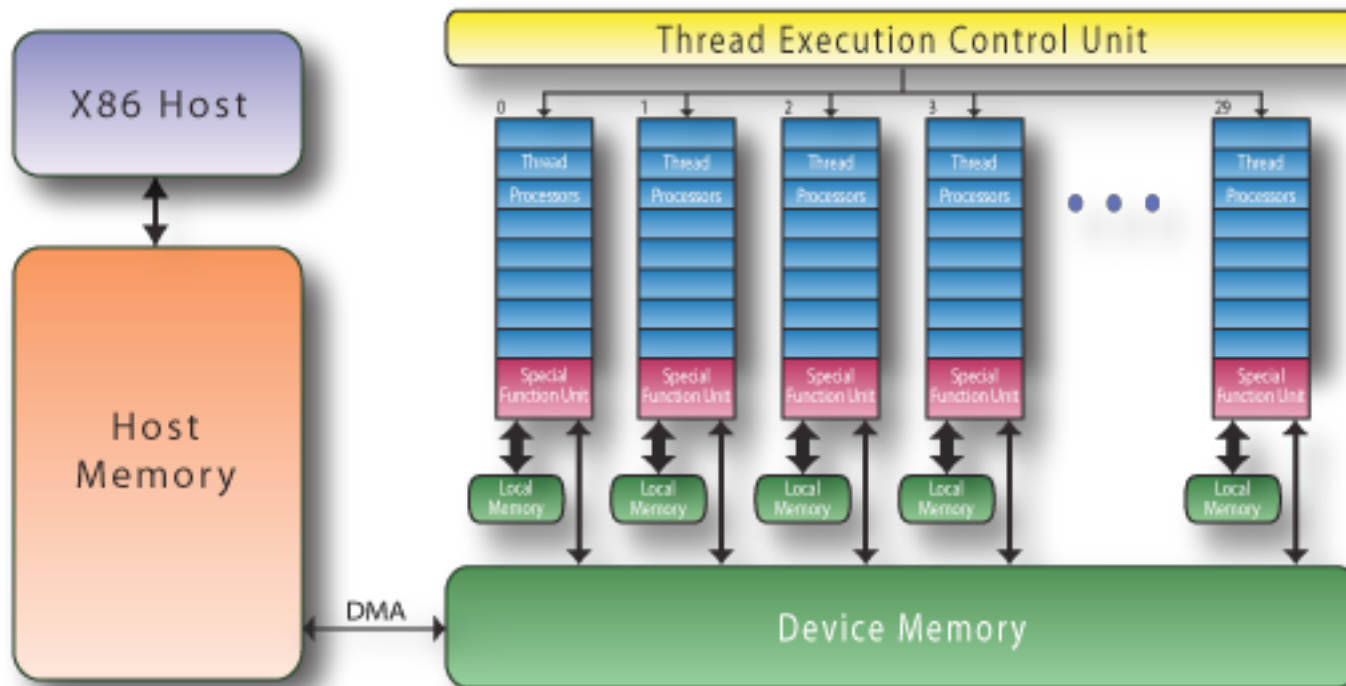 X86 Host
Host
Memory
DMA
Thread Execution Control Unit
0
1
2
3
29
Thread
Processors
Special
Function Unit
Local
Memory
Thread
Processors
Special
Function Unit
Local
Memory
Thread
Processors
Special
Function Unit
Local
Memory
Thread
Processors
Special
Function Unit
Local
Memory
Thread
Processors
Special
Function Unit
Local
Memory
Device Memory